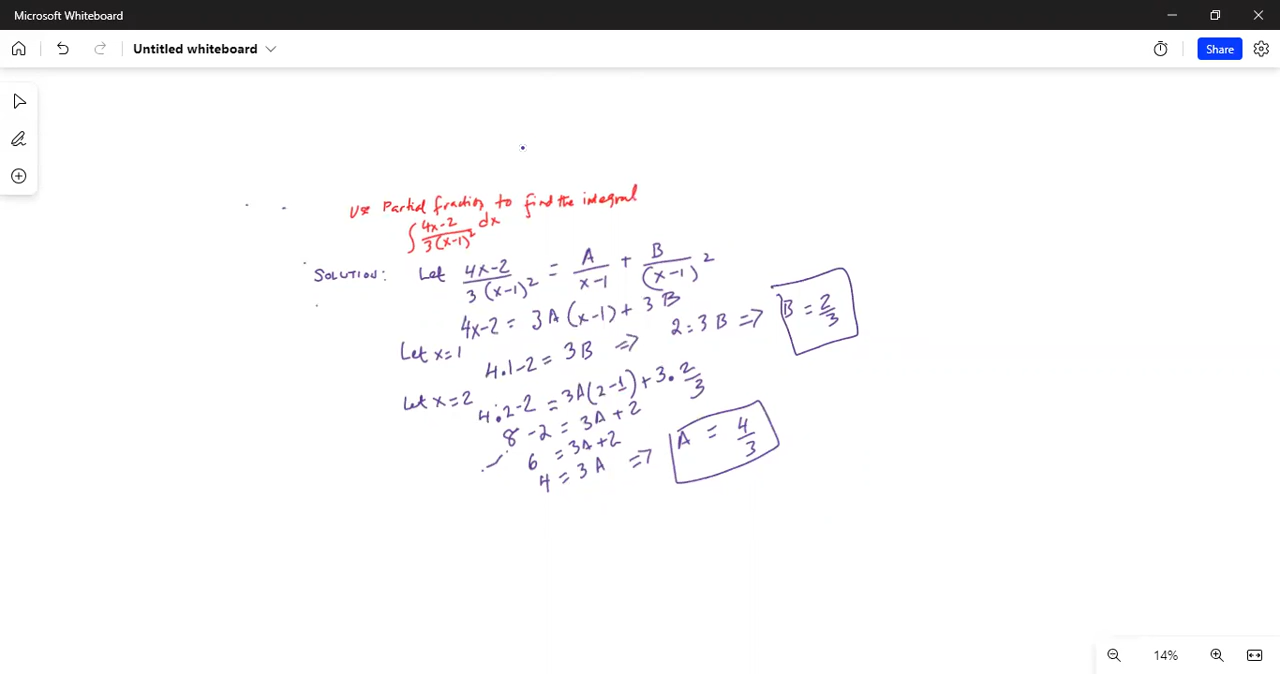 Microsoft Whiteboard
Untitled whiteboard
Share
Use Partial fraction to find the integral
∫ 4x-2 / 3(x-1)² dx
SOLUTION: Let 4x-2 / 3(x-1)² = A / x-1 + B / (x-1)²
4x-2 = 3A(x-1) + 3B
Let x=1 4·1-2 = 3B => 2 = 3B => B = 2/3
Let x=2 4·2-2 = 3A(2-1) + 3·2/3
8-2 = 3A+2
6 = 3A+2
4 = 3A => A = 4/3
14%